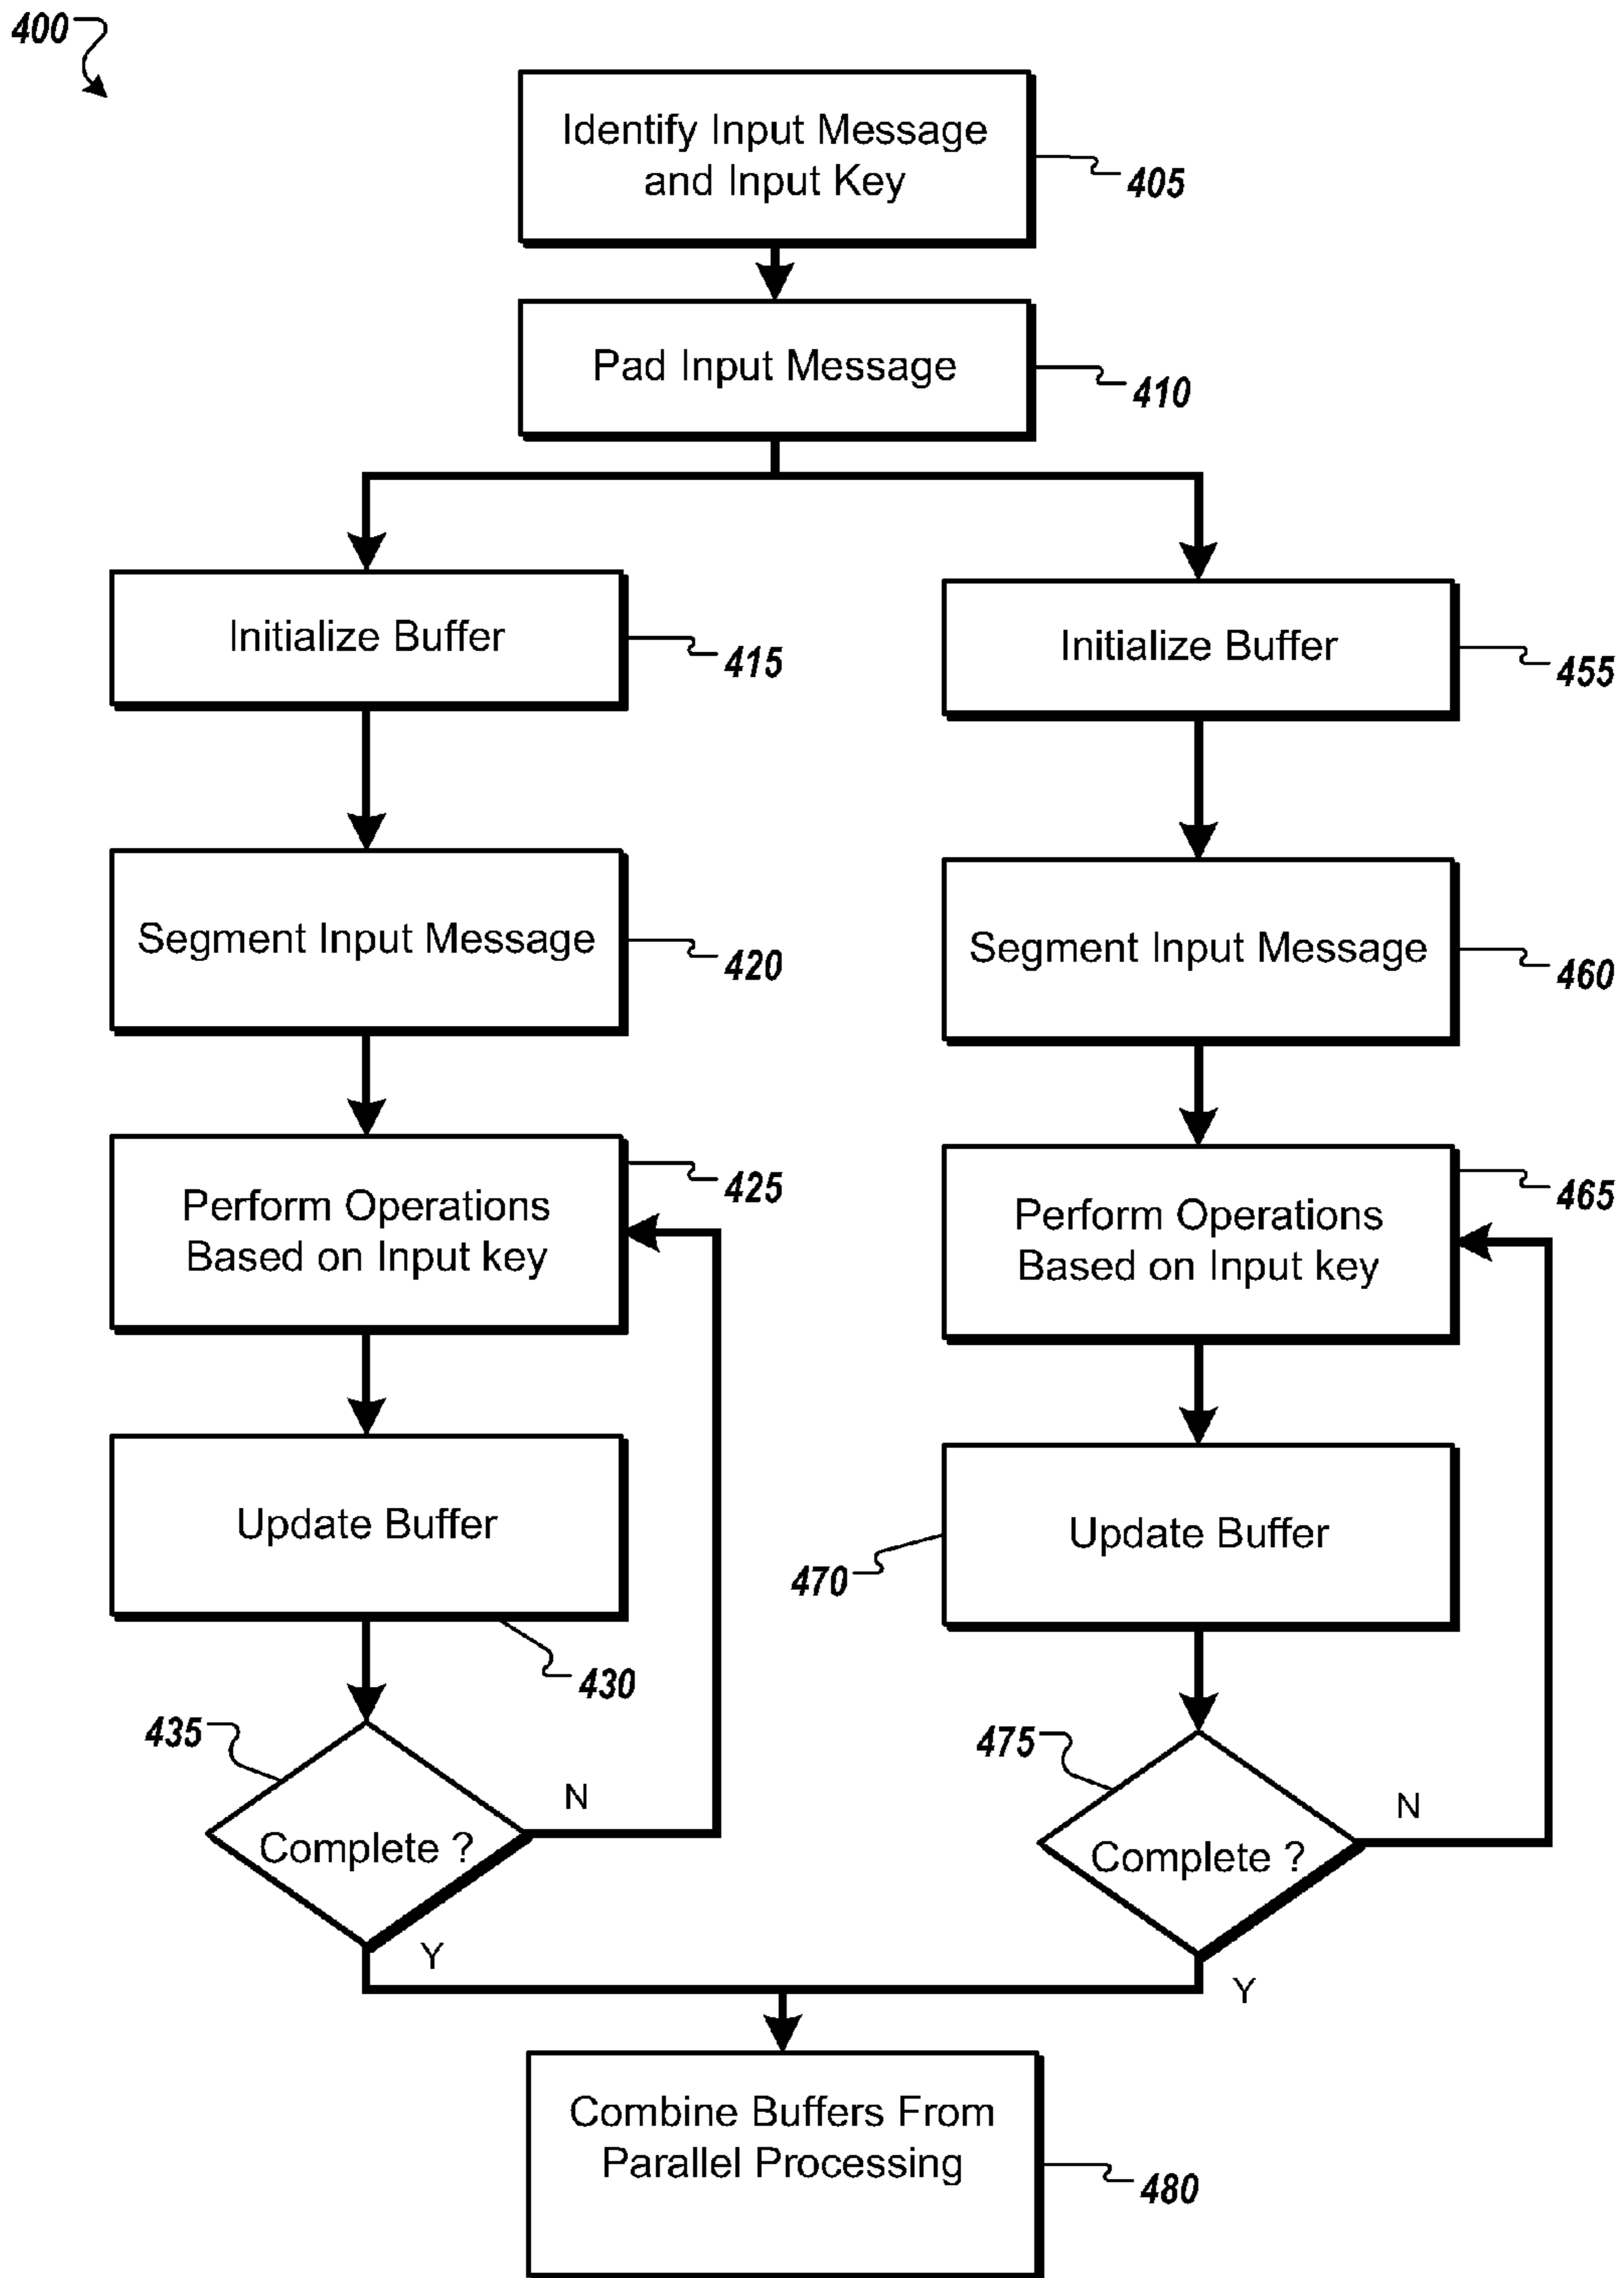 400
Identify Input Message
and Input Key
405
Pad Input Message
410
Initialize Buffer
415
Initialize Buffer
455
Segment Input Message
420
Segment Input Message
460
Perform Operations
Based on Input key
425
Perform Operations
Based on Input key
465
Update Buffer
430
Update Buffer
470
435
Complete ?
N
Y
475
Complete ?
N
Y
Combine Buffers From
Parallel Processing
480